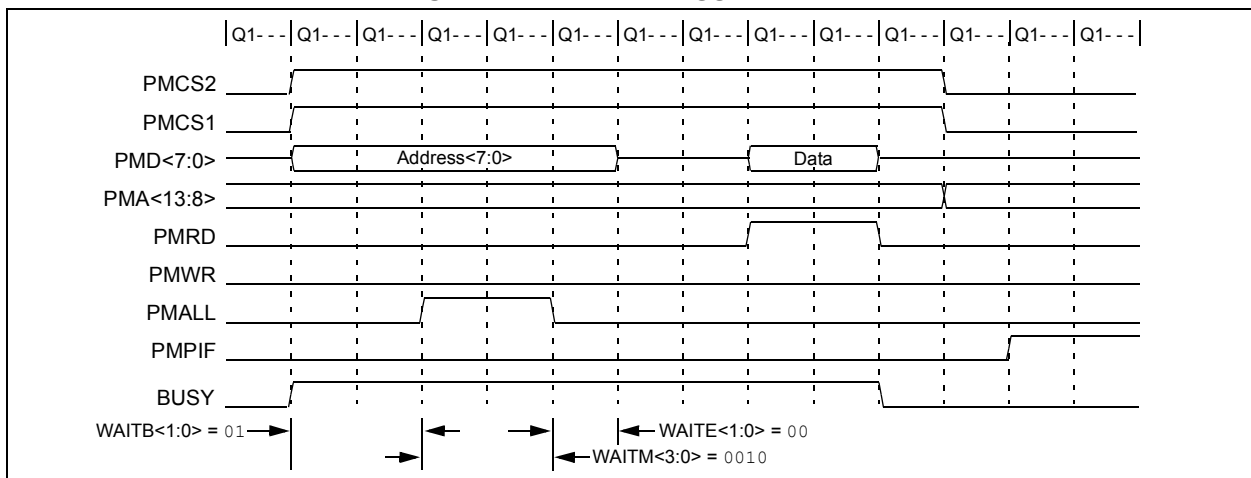 Q1- - - Q1- - - Q1- - - Q1- - - Q1- - - Q1- - - Q1- - - Q1- - - Q1- - - Q1- - - Q1- - - Q1- - - Q1- - - Q1- - -
PMCS2
PMCS1
PMD<7:0> Address<7:0> Data
PMA<13:8>
PMRD
PMWR
PMALL
PMPIF
BUSY
WAITB<1:0> = 01 WAITE<1:0> = 00
WAITM<3:0> = 0010